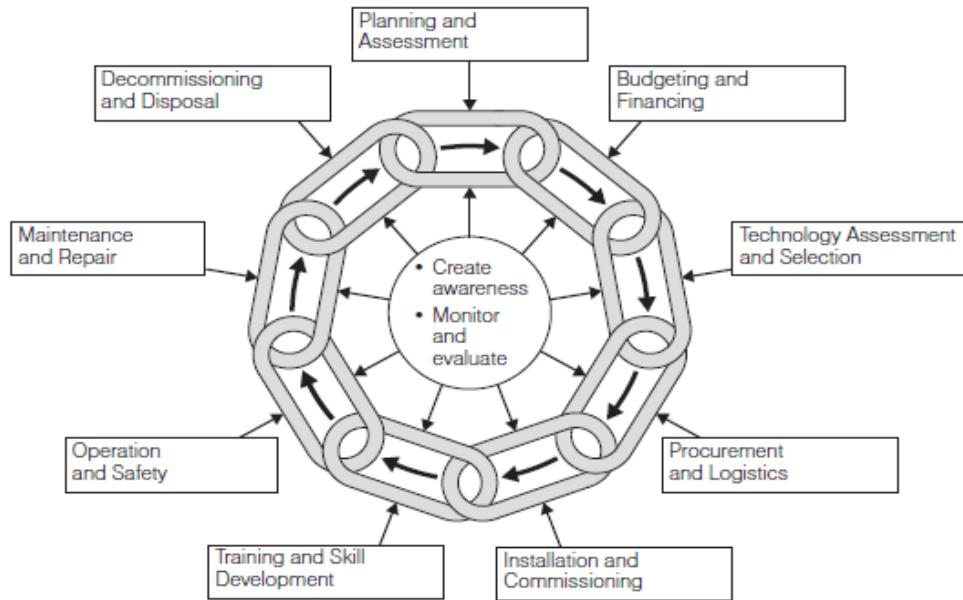 Planning and
Assessment
Budgeting and
Financing
Technology Assessment
and Selection
Procurement
and Logistics
Installation and
Commissioning
Training and Skill
Development
Operation
and Safety
Maintenance
and Repair
Decommissioning
and Disposal
• Create
awareness
• Monitor
and
evaluate